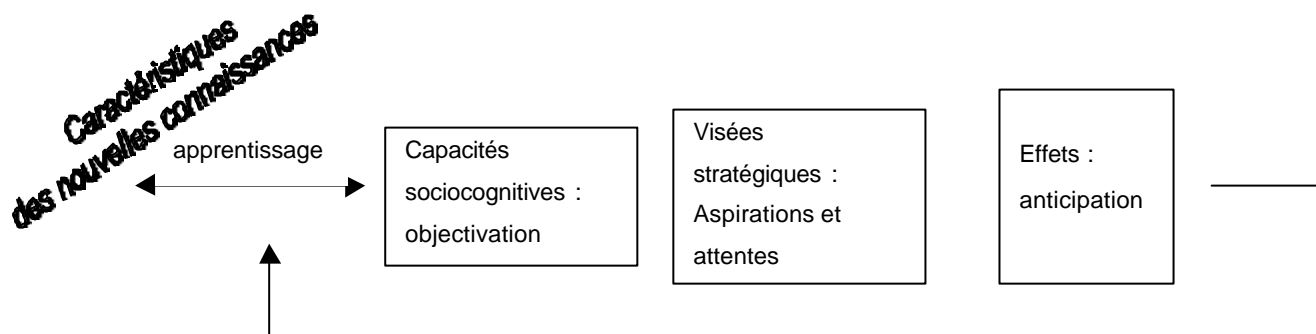 Caractéristiques
des nouvelles connaissances
apprentissage
Capacités
sociocognitives :
objectivation
Visées
stratégiques :
Aspirations et
attentes
Effets :
anticipation